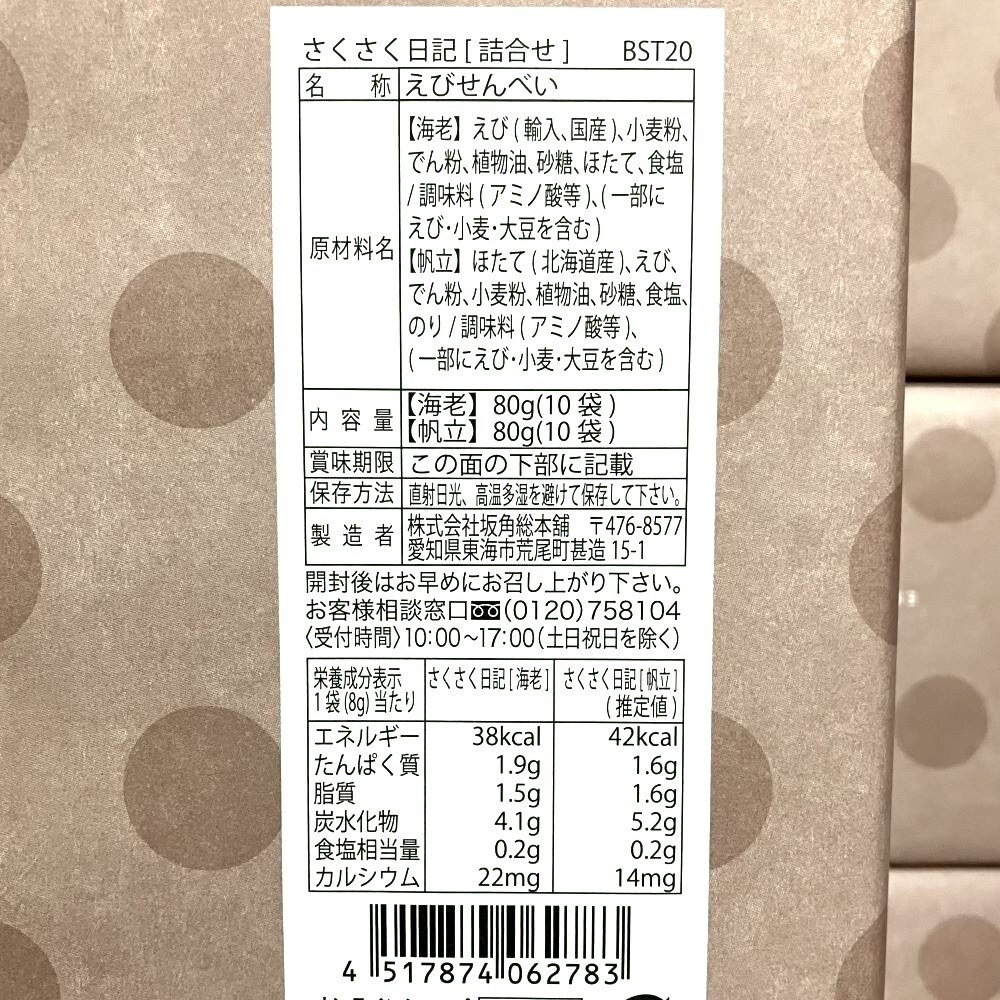 さくさく日記[詰合せ] BST20
名 称 えびせんべい
原材料名
【海老】えび(輸入、国産)、小麦粉、
でん粉、植物油、砂糖、ほたて、食塩
/調味料(アミノ酸等)、(一部に
えび・小麦・大豆を含む)
【帆立】ほたて(北海道産)、えび、
でん粉、小麦粉、植物油、砂糖、食塩、
のり/調味料(アミノ酸等)、
(一部にえび・小麦・大豆を含む)
内容量
【海老】80g(10袋)
【帆立】80g(10袋)
賞味期限 この面の下部に記載
保存方法 直射日光、高温多湿を避けて保存して下さい。
製造者
株式会社坂角総本舖 〒476-8577
愛知県東海市荒尾町甚造15-1
開封後はお早めにお召し上がり下さい。
お客様相談窓口(0120)758104
〈受付時間〉10:00〜17:00(土日祝日を除く)
栄養成分表示
1袋(8g)当たり
さくさく日記[海老]
さくさく日記[帆立]
(推定値)
エネルギー 38kcal 42kcal
たんぱく質 1.9g 1.6g
脂質 1.5g 1.6g
炭水化物 4.1g 5.2g
食塩相当量 0.2g 0.2g
カルシウム 22mg 14mg
4 517874 062783